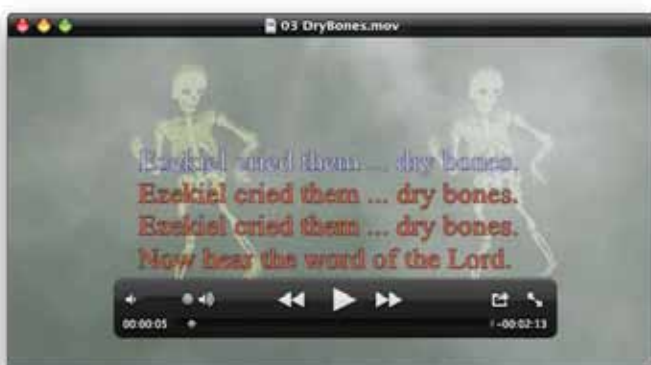 03 DryBones.mov
Ezekiel cried them ... dry bones.
Ezekiel cried them ... dry bones.
Ezekiel cried them ... dry bones.
Now hear the word of the Lord.
00:00:05
-00:02:13